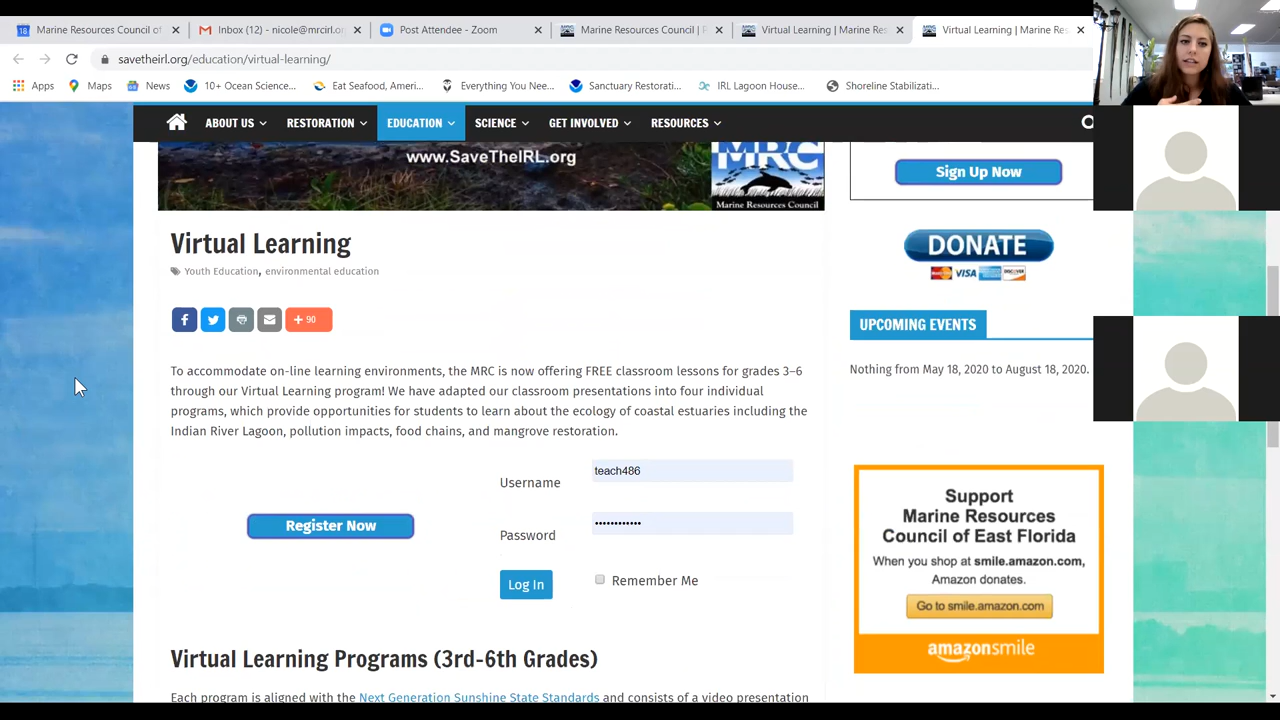 Marine Resources Council of
Inbox (12) - nicole@mrcirl.
Post Attendee - Zoom
Marine Resources Council | F
Virtual Learning | Marine Re
Virtual Learning | Marine Res
savetheirl.org/education/virtual-learning/
Apps
Maps
News
10+ Ocean Science...
Eat Seafood, Ameri...
Everything You Nee...
Sanctuary Restorati...
IRL Lagoon House...
Shoreline Stabilizati...
ABOUT US
RESTORATION
EDUCATION
SCIENCE
GET INVOLVED
RESOURCES
www.SaveTheIRL.org
MRC
Marine Resources Council
Sign Up Now
Virtual Learning
Youth Education, environmental education
+ 90
DONATE
VISA
DISCOVER
UPCOMING EVENTS
Nothing from May 18, 2020 to August 18, 2020.
To accommodate on-line learning environments, the MRC is now offering FREE classroom lessons for grades 3–6
through our Virtual Learning program! We have adapted our classroom presentations into four individual
programs, which provide opportunities for students to learn about the ecology of coastal estuaries including the
Indian River Lagoon, pollution impacts, food chains, and mangrove restoration.
Username
teach486
Register Now
Password
••••••••••••
Log In
Remember Me
Support
Marine Resources
Council of East Florida
When you shop at smile.amazon.com,
Amazon donates.
Go to smile.amazon.com
amazonsmile
Virtual Learning Programs (3rd-6th Grades)
Each program is aligned with the Next Generation Sunshine State Standards and consists of a video presentation